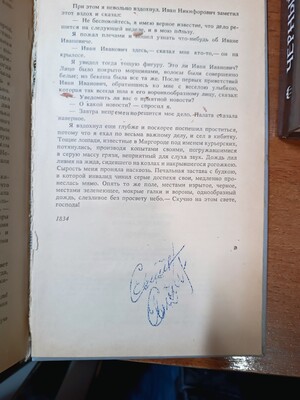 При этом я невольно вздохнул. Иван Никифорович заметил
этот вздох и сказал:
— Не беспокойтесь, я имею верное известие, что дело решится
на следующей неделе, и в мою пользу.
Я пожал плечами и пошел узнать что-нибудь об Иване
Ивановиче.
— Иван Иванович здесь, — сказал мне кто-то, — он на
крылосе.
Я увидел тогда тощую фигуру. Это ли Иван Иванович?
Лицо было покрыто морщинами, волосы были совершенно
белые; но бекеша была все та же. После первых приветствий
Иван Иванович, обратившись ко мне с веселою улыбкою,
которая так всегда шла к его воронкообразному лицу, сказал:
— Уведомить ли вас о приятной новости?
— О какой новости? — спросил я.
— Завтра непременно решится мое дело. Палата сказала
наверное.
Я вздохнул еще глубже и поскорее поспешил проститься,
потому что я ехал по весьма важному делу, и сел в кибитку.
Тощие лошади, известные в Миргороде под именем курьерских,
потянулись, производя копытами своими, погружавшимися в
серую массу грязи, неприятный для слуха звук. Дождь лил
ливмя на жида, сидевшего на козлах и накрывшегося рогожкою.
Сырость меня проняла насквозь. Печальная застава с будкою,
в которой инвалид чинил серые доспехи свои, медленно пронеслась
мимо. Опять то же поле, местами изрытое, черное,
местами зеленеющее, мокрые галки и вороны, однообразный
дождь, слезливое без просвету небо. — Скучно на этом свете,
господа!
1834